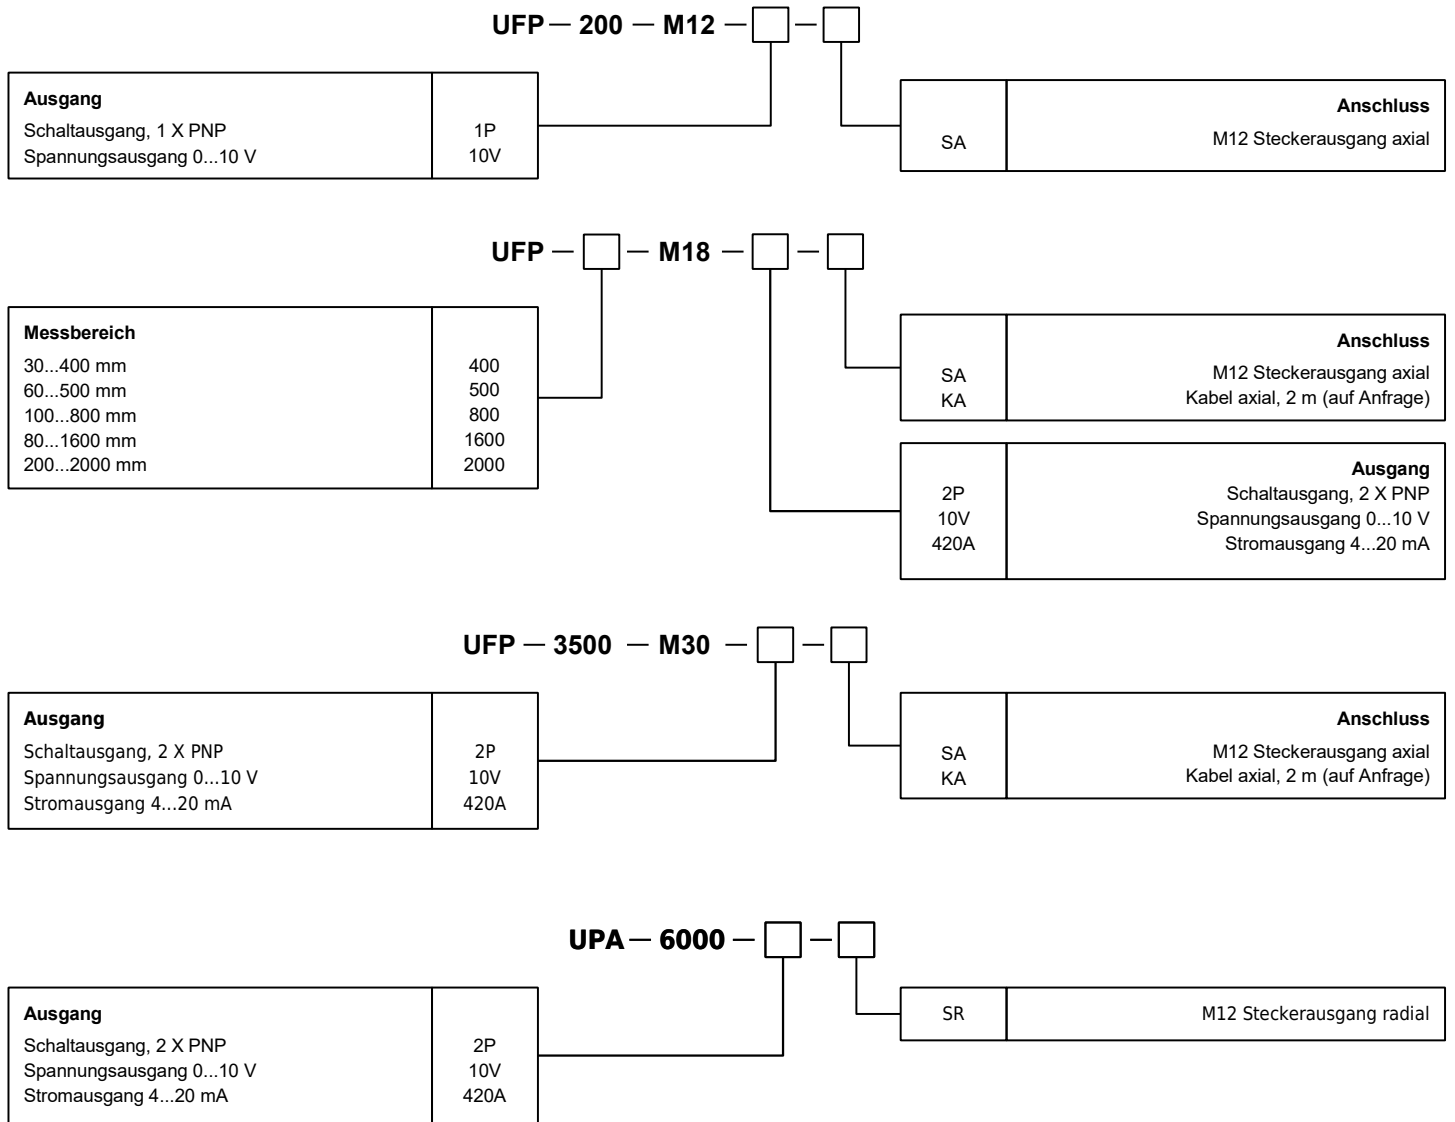 UFP — 200 — M12 — —
Ausgang
Schaltausgang, 1 X PNP 1P
Spannungsausgang 0...10 V 10V
Anschluss
SA M12 Steckerausgang axial
UFP — — M18 — —
Messbereich
30...400 mm 400
60...500 mm 500
100...800 mm 800
80...1600 mm 1600
200...2000 mm 2000
Anschluss
SA M12 Steckerausgang axial
KA Kabel axial, 2 m (auf Anfrage)
Ausgang
2P Schaltausgang, 2 X PNP
10V Spannungsausgang 0...10 V
420A Stromausgang 4...20 mA
UFP — 3500 — M30 — —
Ausgang
Schaltausgang, 2 X PNP 2P
Spannungsausgang 0...10 V 10V
Stromausgang 4...20 mA 420A
Anschluss
SA M12 Steckerausgang axial
KA Kabel axial, 2 m (auf Anfrage)
UPA — 6000 — —
Ausgang
Schaltausgang, 2 X PNP 2P
Spannungsausgang 0...10 V 10V
Stromausgang 4...20 mA 420A
SR M12 Steckerausgang radial